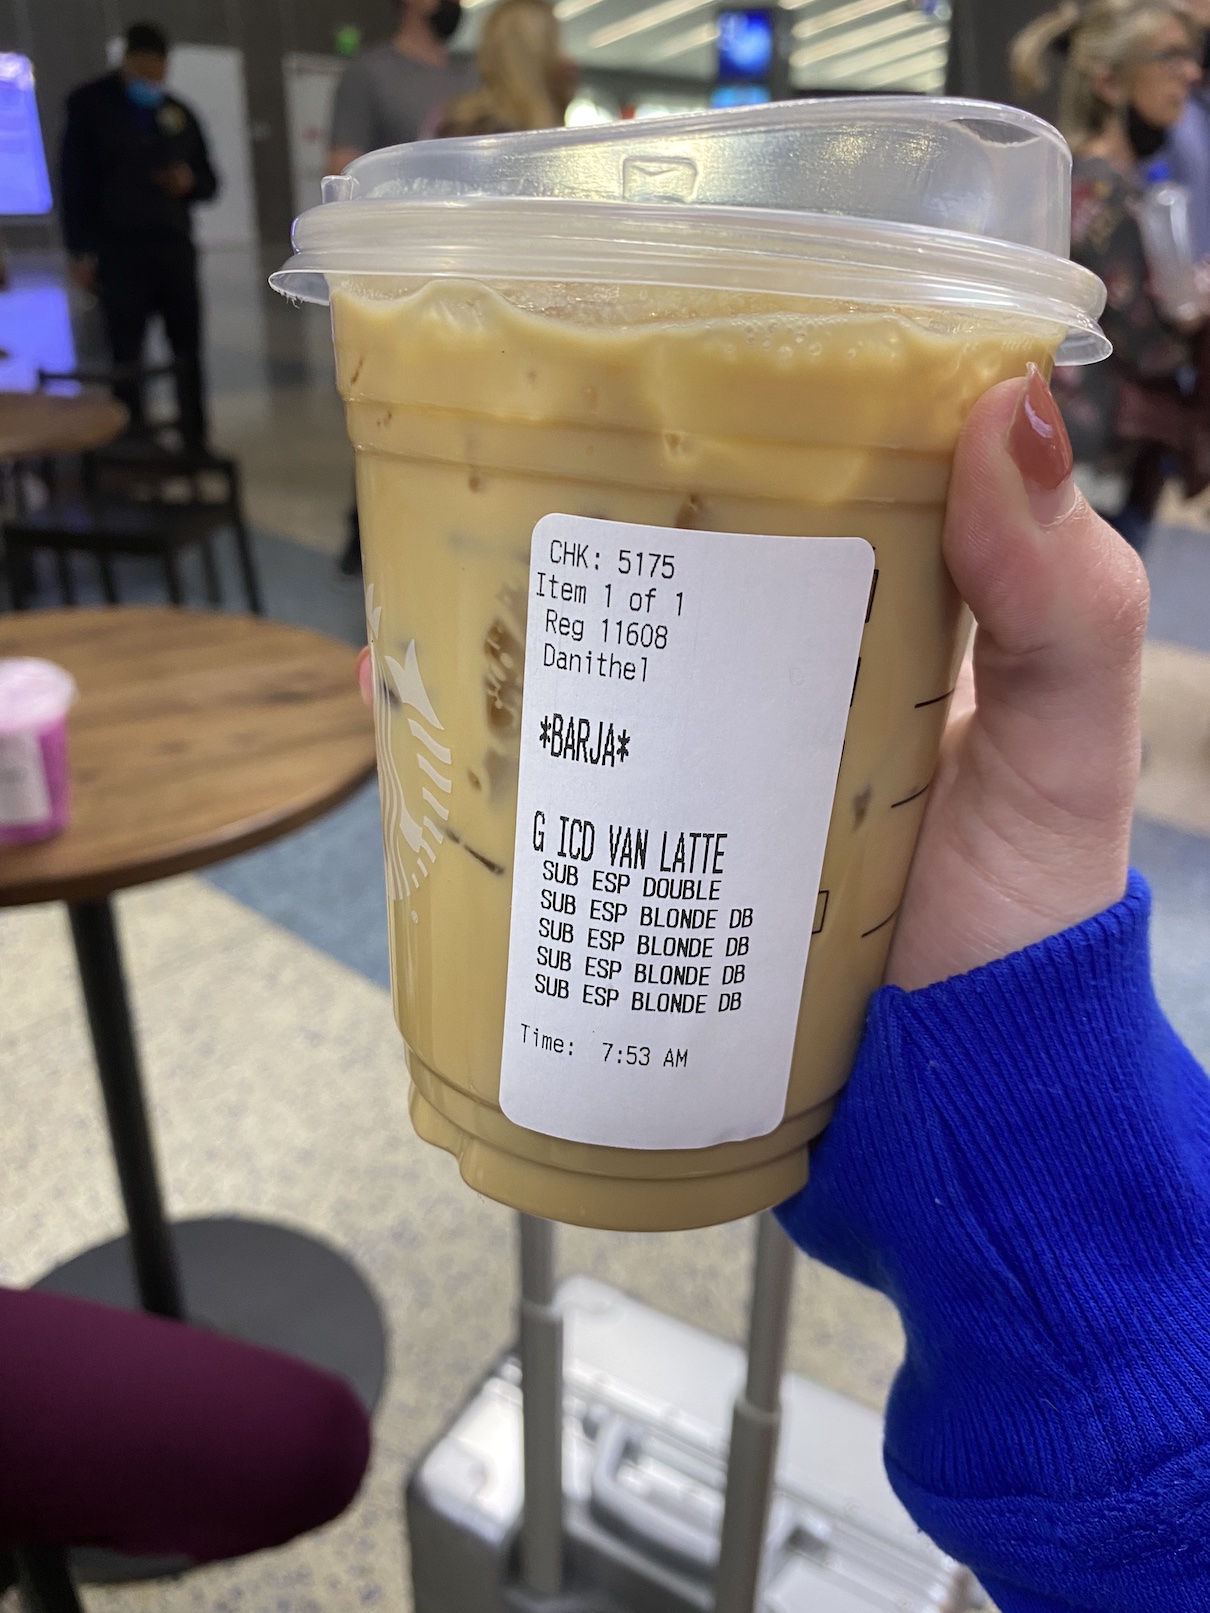 CHK: 5175
Item 1 of 1
Reg 11608
Danithel
*BARJA*
G ICD VAN LATTE
SUB ESP DOUBLE
SUB ESP BLONDE DB
SUB ESP BLONDE DB
SUB ESP BLONDE DB
SUB ESP BLONDE DB
Time: 7:53 AM